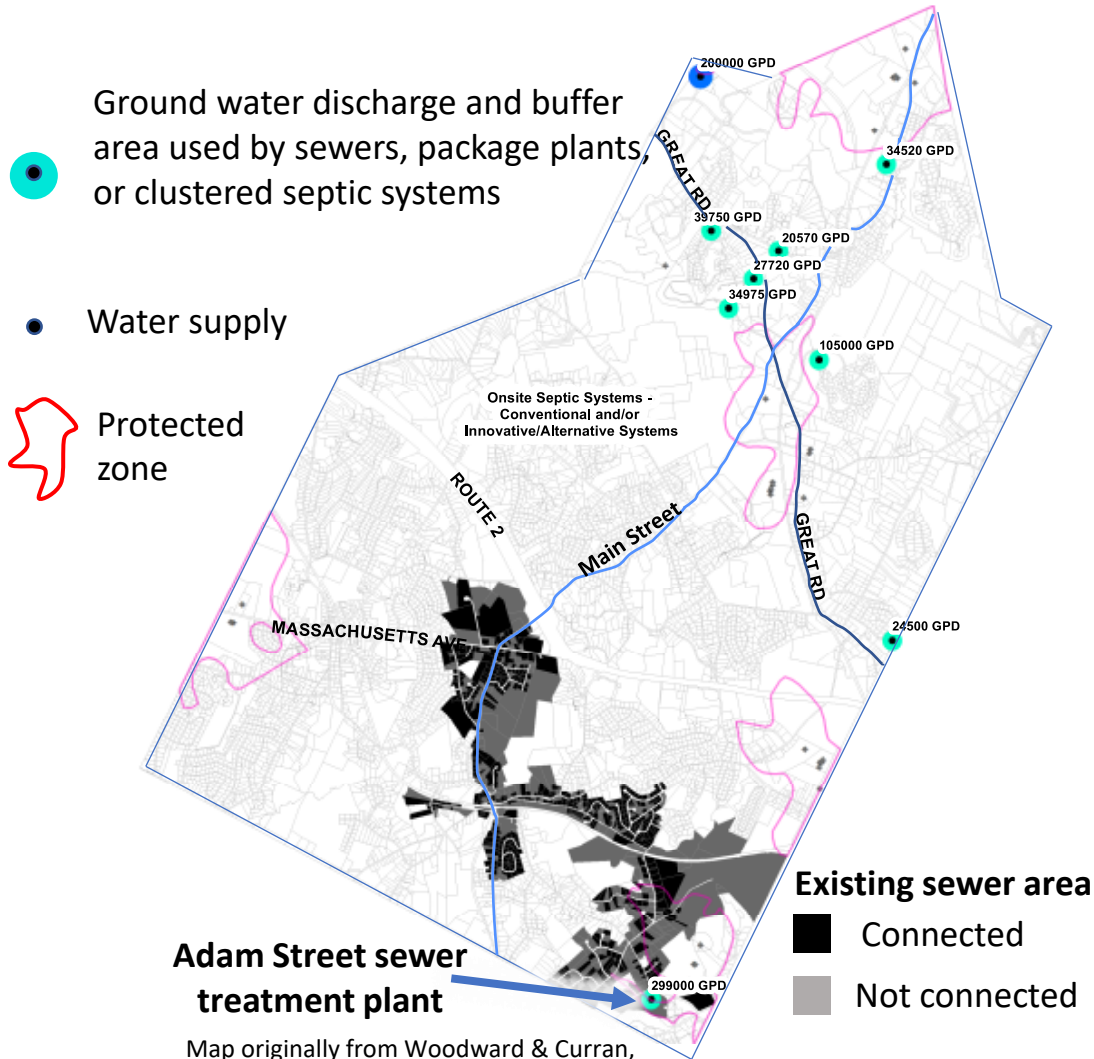 Ground water discharge and buffer
area used by sewers, package plants,
or clustered septic systems
Water supply
Protected
zone
200000 GPD
34520 GPD
GREAT RD
39750 GPD
20570 GPD
27720 GPD
34975 GPD
105000 GPD
Onsite Septic Systems -
Conventional and/or
Innovative/Alternative Systems
ROUTE 2
Main Street
GREAT RD
24500 GPD
MASSACHUSETTS AVE
Existing sewer area
Connected
Not connected
Adam Street sewer
treatment plant
299000 GPD
Map originally from Woodward & Curran,